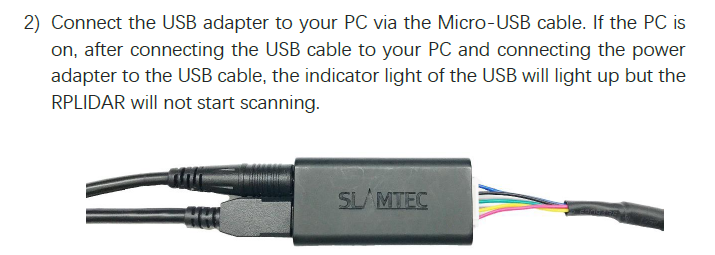 2) Connect the USB adapter to your PC via the Micro-USB cable. If the PC is
on, after connecting the USB cable to your PC and connecting the power
adapter to the USB cable, the indicator light of the USB will light up but the
RPLIDAR will not start scanning.
SLAMTEC